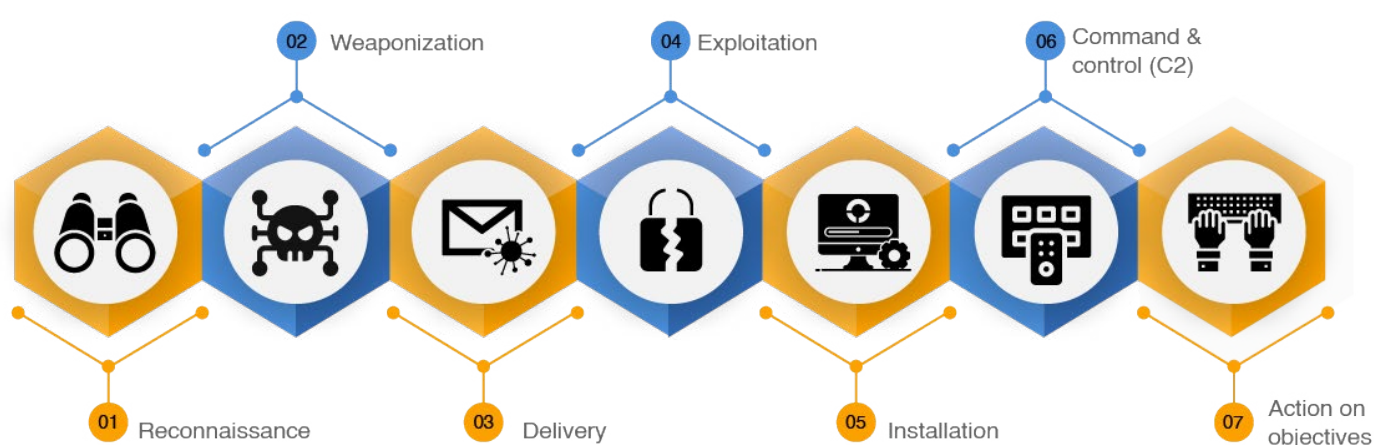 01
Reconnaissance
02
Weaponization
03
Delivery
04
Exploitation
05
Installation
06
Command &
control (C2)
07
Action on
objectives